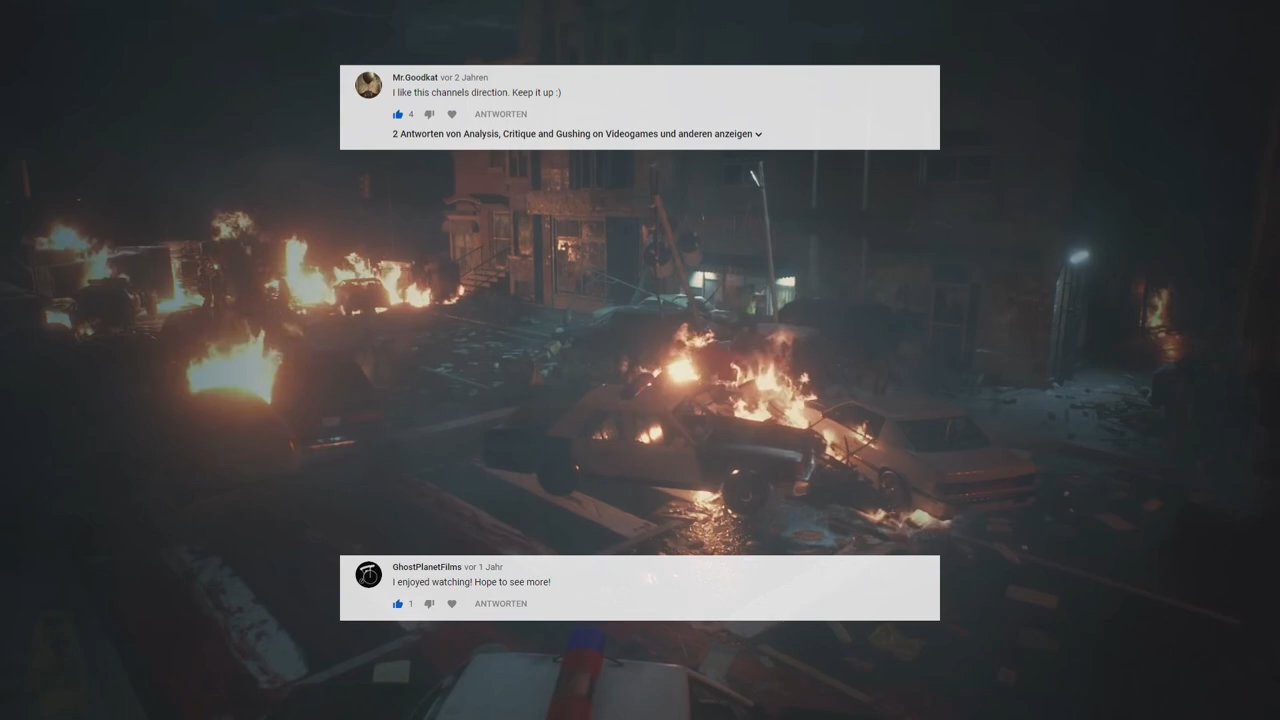 Mr.Goodkat vor 2 Jahren
I like this channels direction. Keep it up :)
4 ANTWORTEN
2 Antworten von Analysis, Critique and Gushing on Videogames und anderen anzeigen
GhostPlanetFilms vor 1 Jahr
I enjoyed watching! Hope to see more!
1 ANTWORTEN